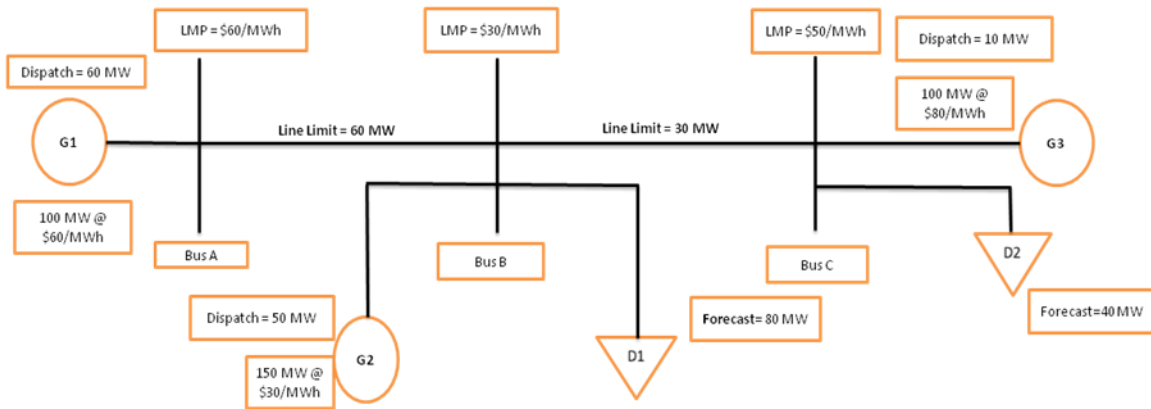 LMP = $60/MWh
LMP = $30/MWh
LMP = $50/MWh
Dispatch = 10 MW
Dispatch = 60 MW
100 MW @
$80/MWh
G1
Line Limit = 60 MW
Line Limit = 30 MW
G3
100 MW @
$60/MWh
Bus A
Bus B
Bus C
D2
Dispatch = 50 MW
Forecast= 80 MW
Forecast=40 MW
G2
D1
150 MW @
$30/MWh